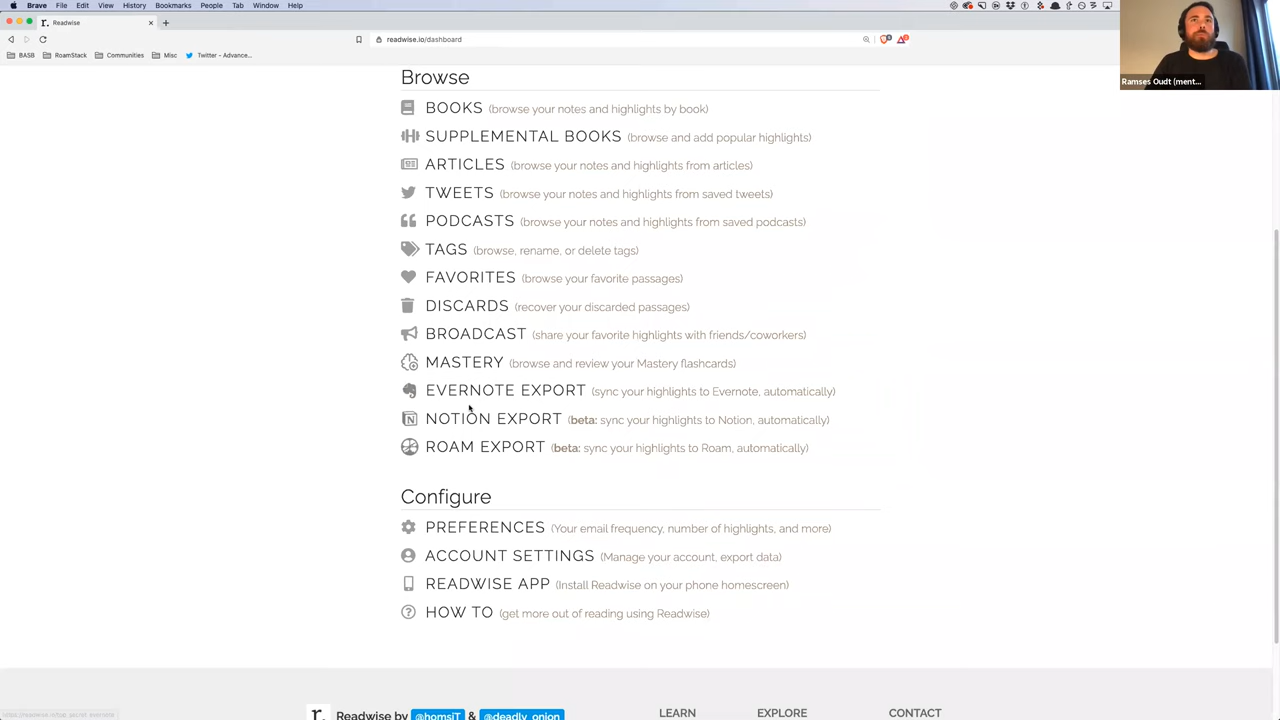 Brave File Edit View History Bookmarks People Tab Window Help
Readwise
readwise.io/dashboard
BASB RoamStack Communities Misc Twitter - Advance...
Ramses Oudt (ment...
Browse
BOOKS (browse your notes and highlights by book)
SUPPLEMENTAL BOOKS (browse and add popular highlights)
ARTICLES (browse your notes and highlights from articles)
TWEETS (browse your notes and highlights from saved tweets)
PODCASTS (browse your notes and highlights from saved podcasts)
TAGS (browse, rename, or delete tags)
FAVORITES (browse your favorite passages)
DISCARDS (recover your discarded passages)
BROADCAST (share your favorite highlights with friends/coworkers)
MASTERY (browse and review your Mastery flashcards)
EVERNOTE EXPORT (sync your highlights to Evernote, automatically)
NOTION EXPORT (beta: sync your highlights to Notion, automatically)
ROAM EXPORT (beta: sync your highlights to Roam, automatically)
Configure
PREFERENCES (Your email frequency, number of highlights, and more)
ACCOUNT SETTINGS (Manage your account, export data)
READWISE APP (Install Readwise on your phone homescreen)
HOW TO (get more out of reading using Readwise)
r. Readwise by @homsiT & @deadly_onion
LEARN EXPLORE CONTACT